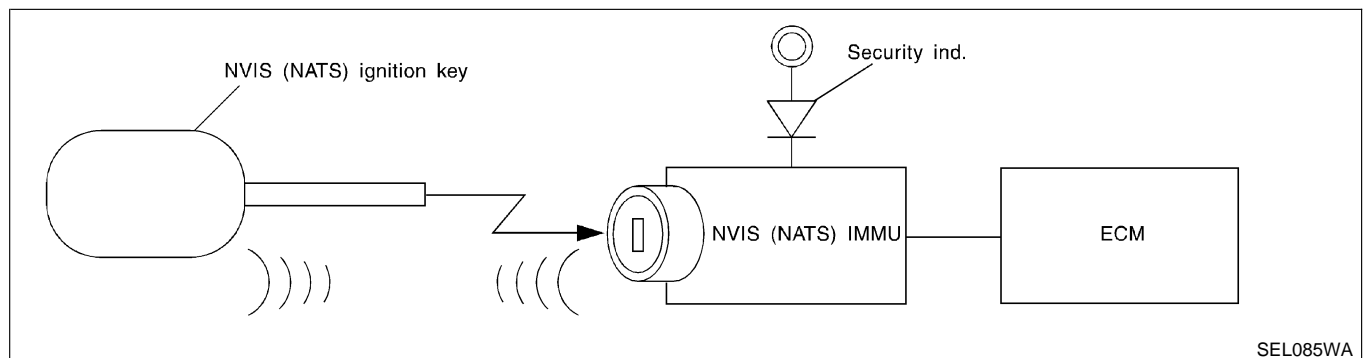 Security ind.
NVIS (NATS) ignition key
NVIS (NATS) IMMU
ECM
SEL085WA